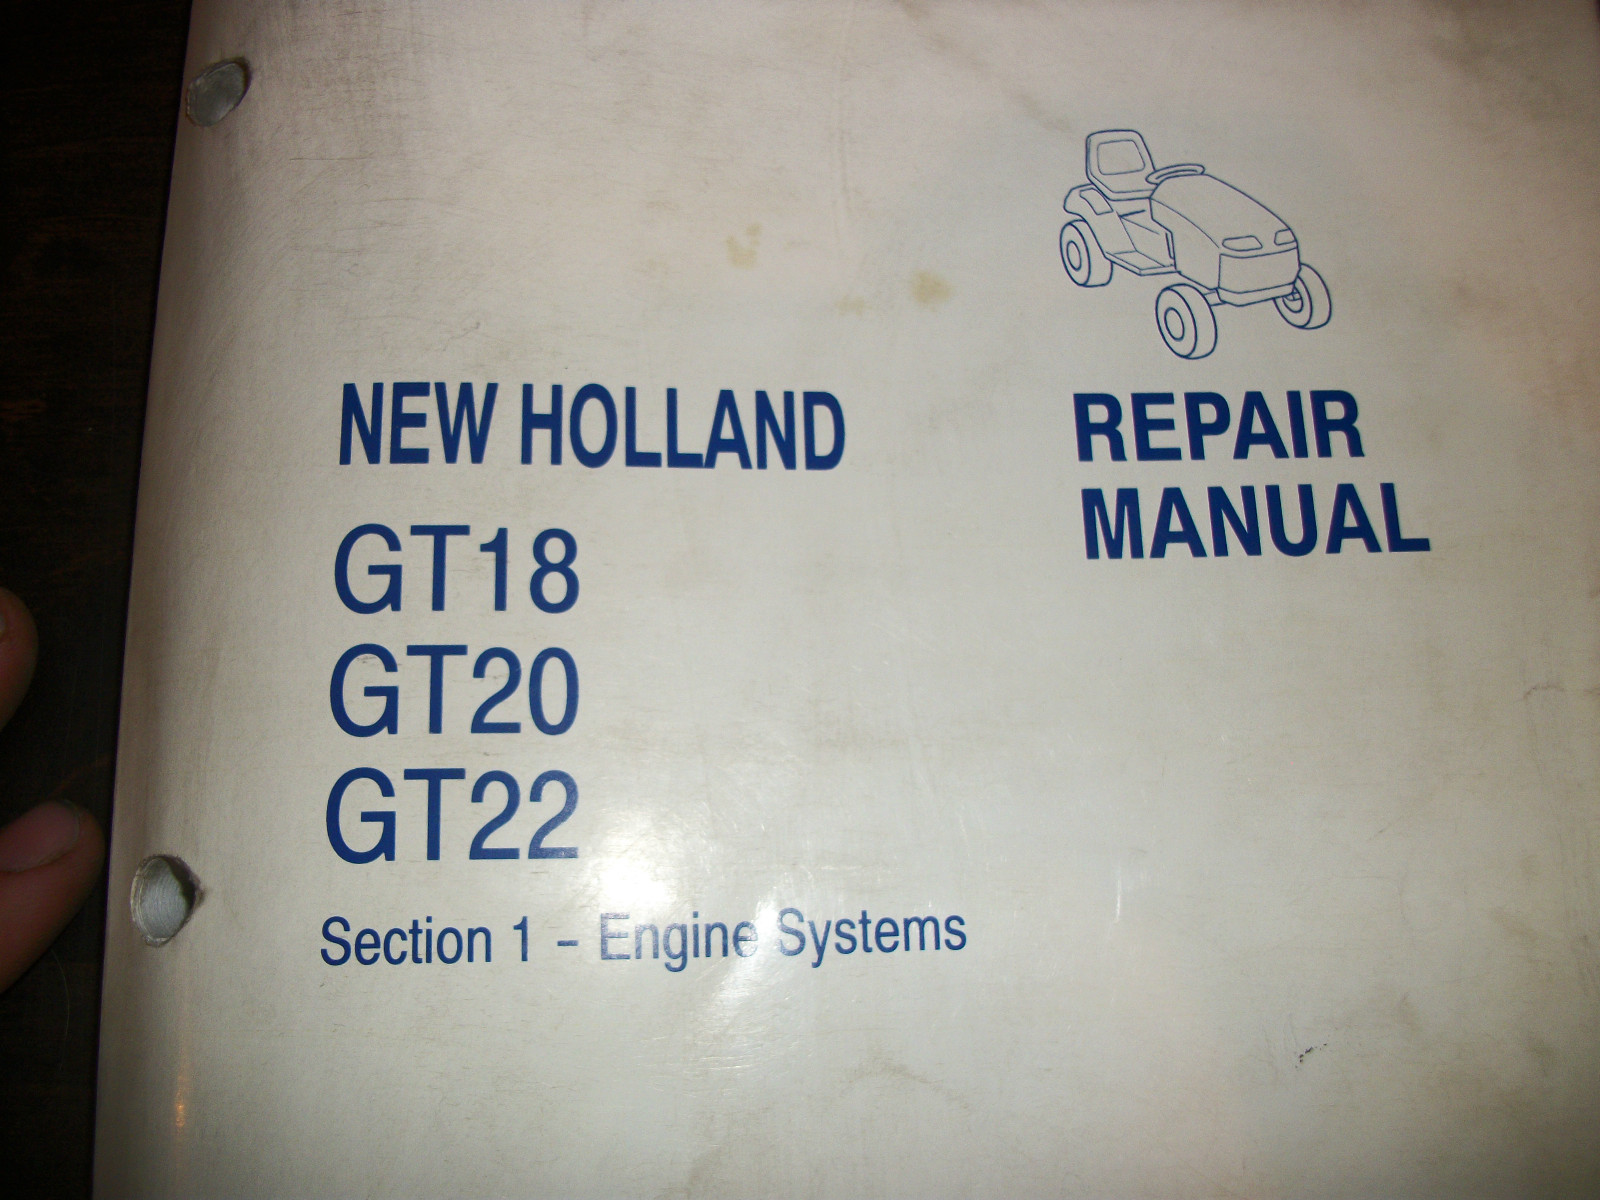 NEW HOLLAND
REPAIR
MANUAL
GT18
GT20
GT22
Section 1 – Engine Systems